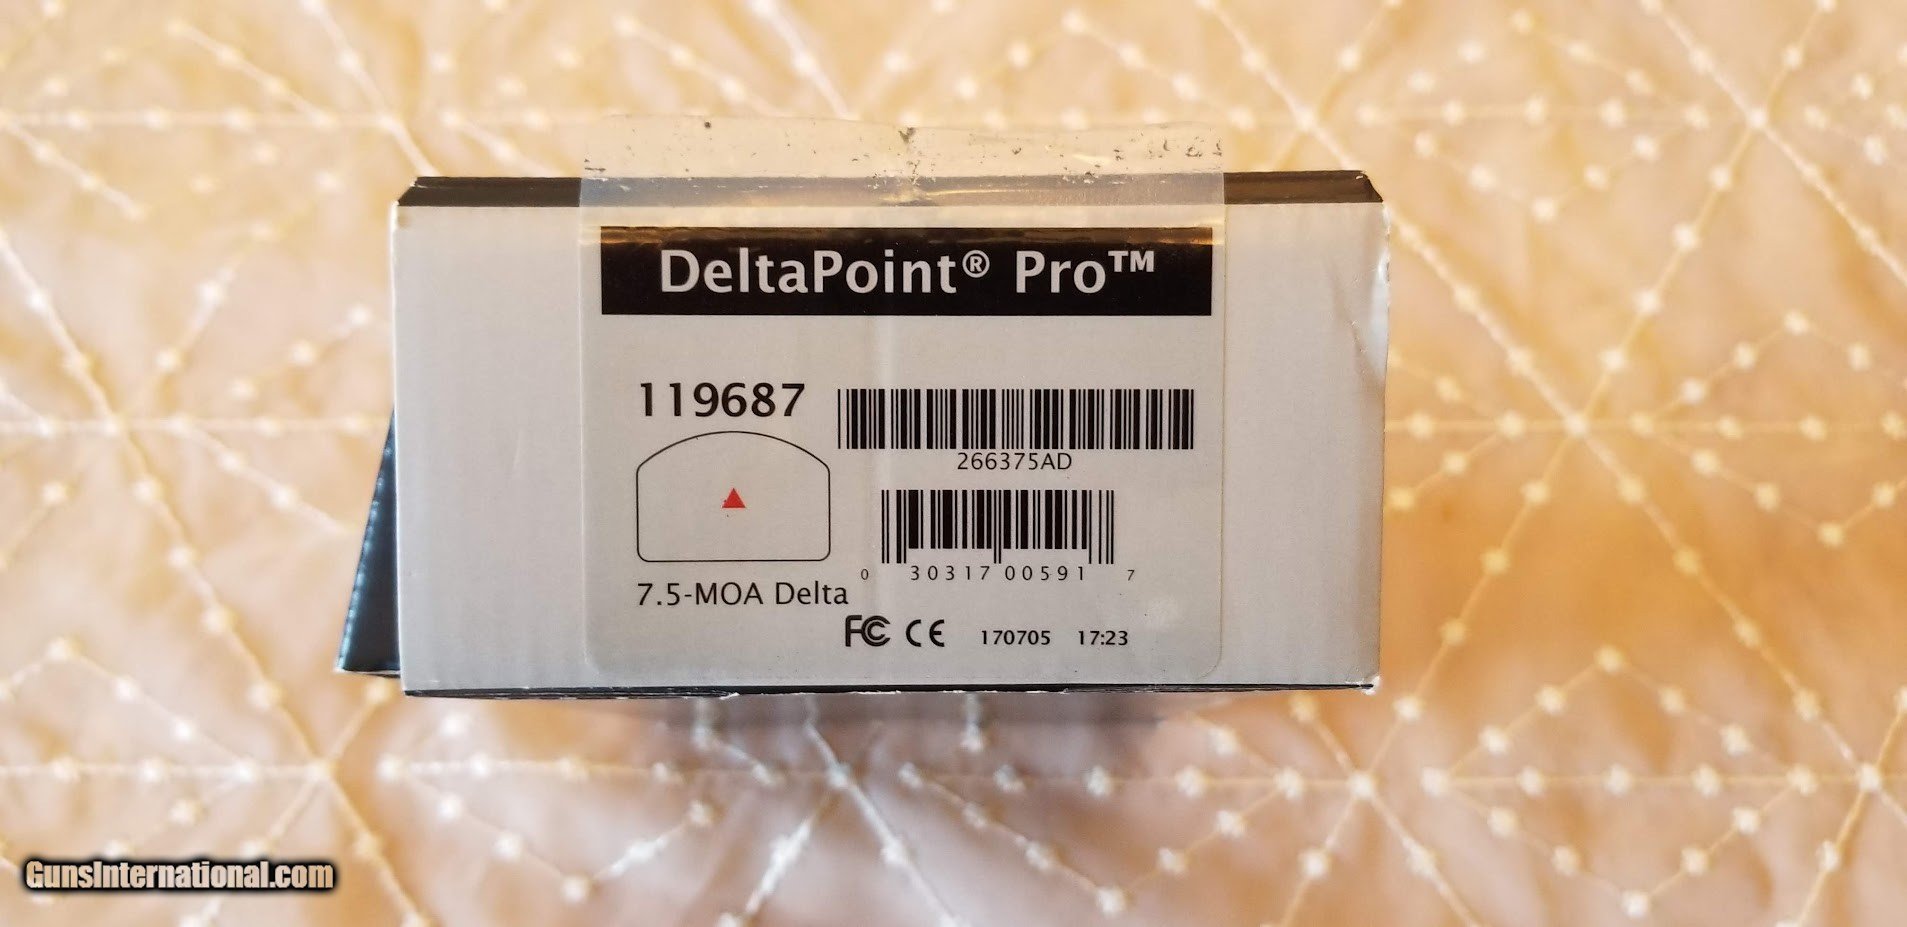 DeltaPoint® Pro™
119687
266375AD
0 30317 00591 7
7.5-MOA Delta
FC CE 170705 17:23
GunsInternational.com